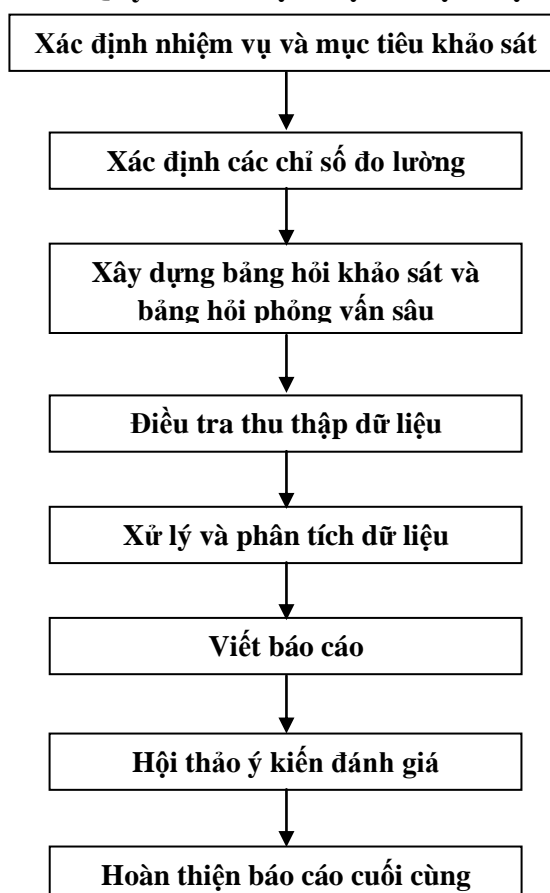 Xác định nhiệm vụ và mục tiêu khảo sát
Xác định các chỉ số đo lường
Xây dựng bảng hỏi khảo sát và
bảng hỏi phỏng vấn sâu
Điều tra thu thập dữ liệu
Xử lý và phân tích dữ liệu
Viết báo cáo
Hội thảo ý kiến đánh giá
Hoàn thiện báo cáo cuối cùng